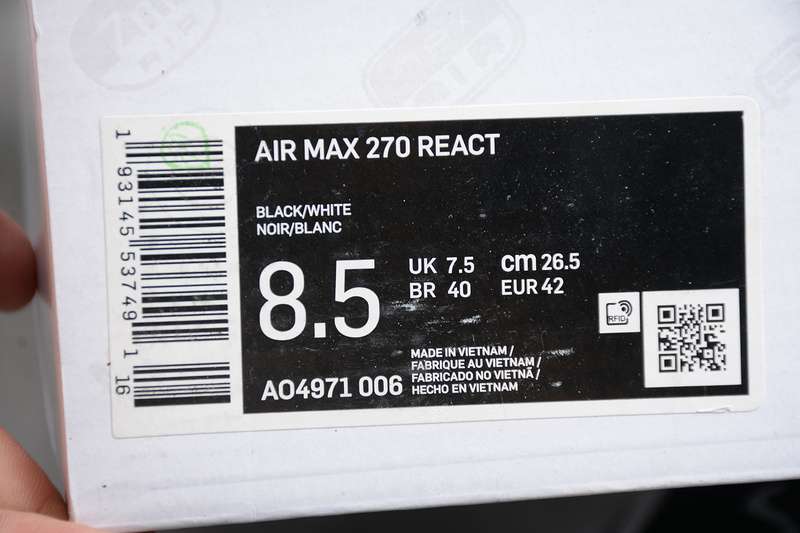 AIR MAX 270 REACT
BLACK/WHITE
NOIR/BLANC
8.5
UK 7.5
cm 26.5
BR 40
EUR 42
RFID
MADE IN VIETNAM /
FABRIQUE AU VIETNAM /
FABRICADO NO VIETNÃ /
HECHO EN VIETNAM
AO4971 006
1 93145 53749 1 16